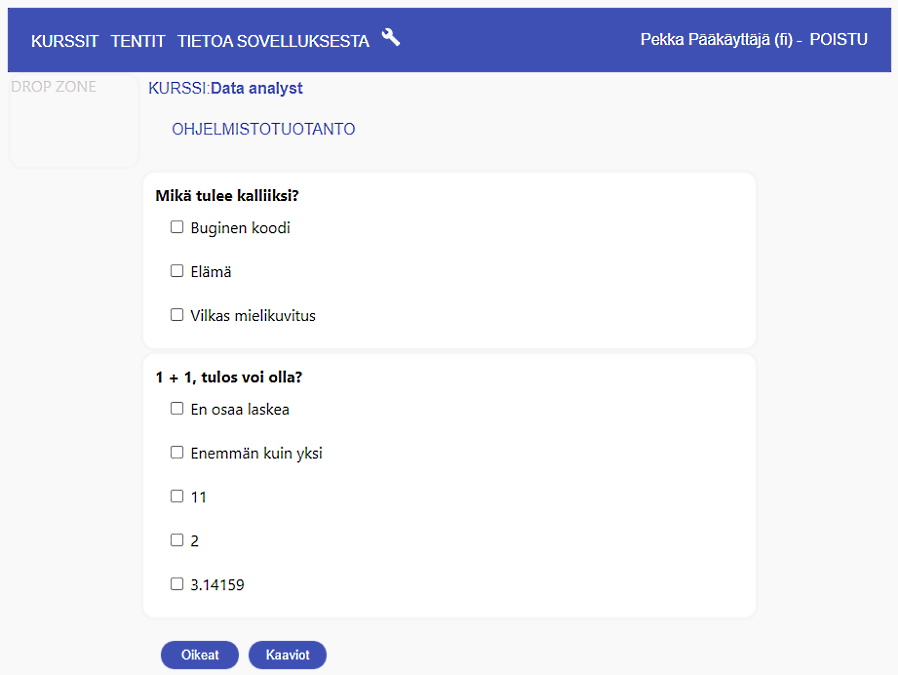 KURSSIT TENTIT TIETOA SOVELLUKSESTA Pekka Pääkäyttäjä (fi) - POISTU
DROP ZONE
KURSSI:Data analyst
OHJELMISTOTUOTANTO
Mikä tulee kalliiksi?
Buginen koodi
Elämä
Vilkas mielikuvitus
1 + 1, tulos voi olla?
En osaa laskea
Enemmän kuin yksi
11
2
3.14159
Oikeat Kaaviot